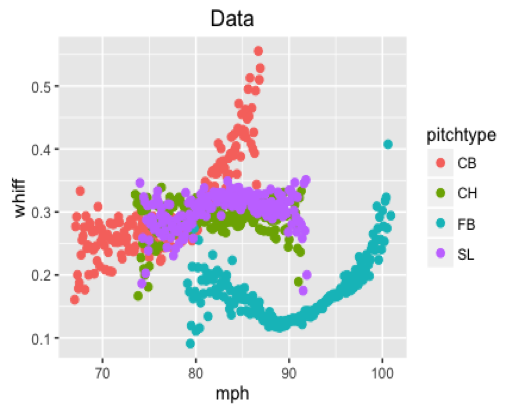 Data
0.5
0.4
0.3
0.2
0.1
whiff
70 80 90 100
mph
pitchtype
CB
CH
FB
SL